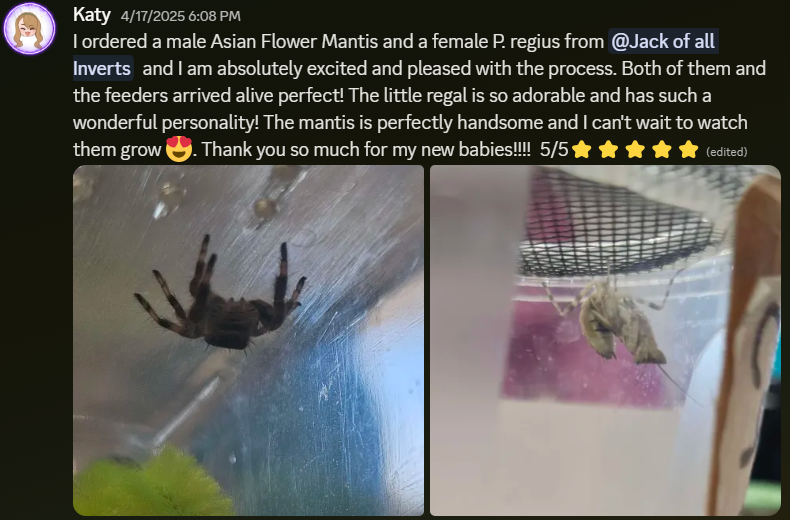 Katy 4/17/2025 6:08 PM
I ordered a male Asian Flower Mantis and a female P. regius from @Jack of all
Inverts and I am absolutely excited and pleased with the process. Both of them and
the feeders arrived alive perfect! The little regal is so adorable and has such a
wonderful personality! The mantis is perfectly handsome and I can't wait to watch
them grow 😍. Thank you so much for my new babies!!!! 5/5⭐⭐⭐⭐⭐ (edited)